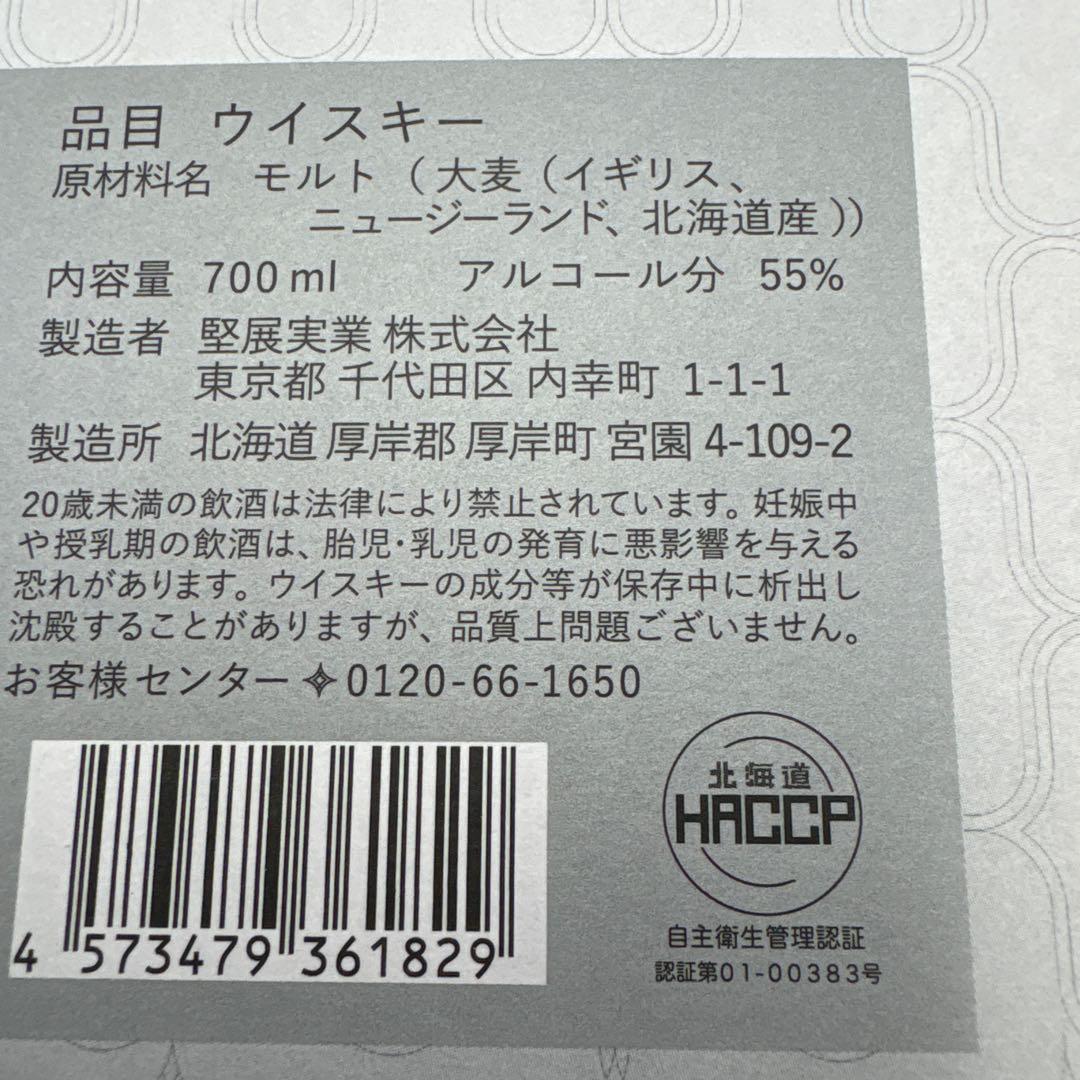 品目 ウイスキー
原材料名 モルト（大麦（イギリス、
ニュージーランド、北海道産））
内容量 700ml アルコール分 55%
製造者 堅展実業 株式会社
東京都 千代田区 内幸町 1-1-1
製造所 北海道 厚岸郡 厚岸町 宮園 4-109-2
20歳未満の飲酒は法律により禁止されています。妊娠中
や授乳期の飲酒は、胎児・乳児の発育に悪影響を与える
恐れがあります。ウイスキーの成分等が保存中に析出し
沈殿することがありますが、品質上問題ございません。
お客様センター✧0120-66-1650
北海道
HACCP
自主衛生管理認証
認証第01-00383号
4 573479 361829